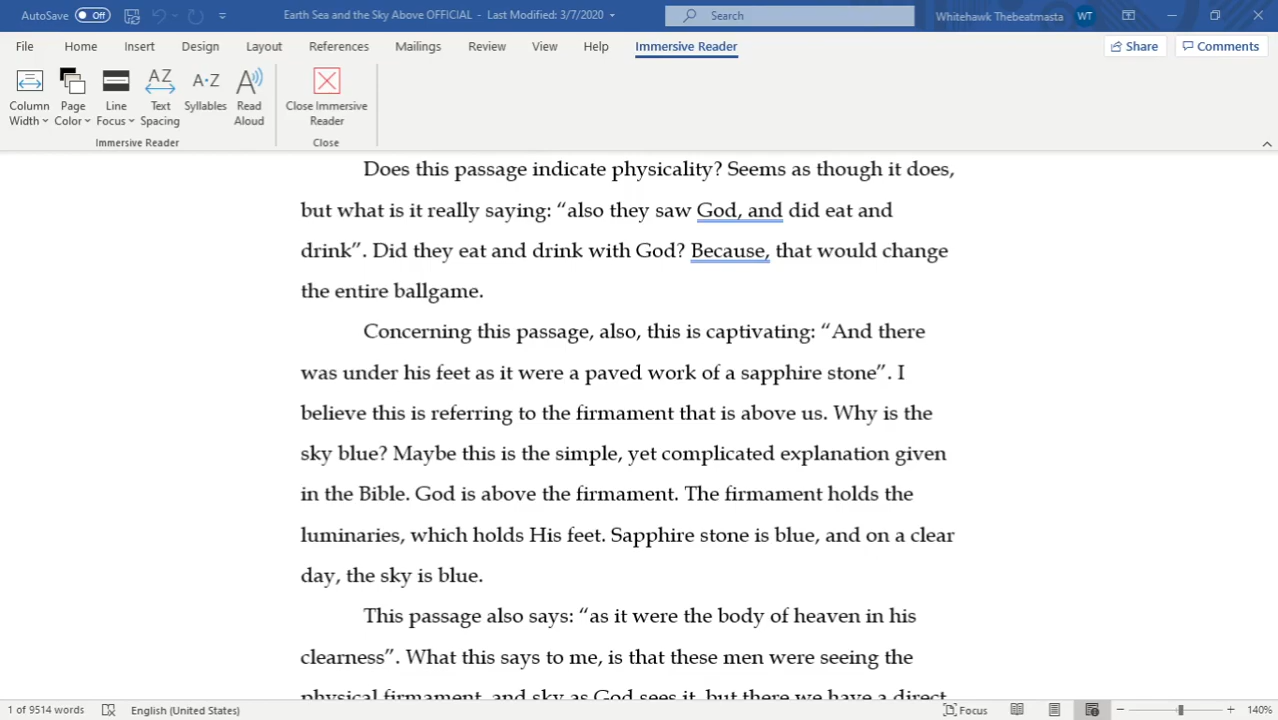 AutoSave Off Earth Sea and the Sky Above OFFICIAL - Last Modified: 3/7/2020 Search Whitehawk Thebeatmasta WT
File Home Insert Design Layout References Mailings Review View Help Immersive Reader Share Comments
Column Width Page Color Line Focus Text Spacing Syllables Read Aloud Close Immersive Reader
Immersive Reader Close
Does this passage indicate physicality? Seems as though it does,
but what is it really saying: “also they saw God, and did eat and
drink”. Did they eat and drink with God? Because, that would change
the entire ballgame.
Concerning this passage, also, this is captivating: “And there
was under his feet as it were a paved work of a sapphire stone”. I
believe this is referring to the firmament that is above us. Why is the
sky blue? Maybe this is the simple, yet complicated explanation given
in the Bible. God is above the firmament. The firmament holds the
luminaries, which holds His feet. Sapphire stone is blue, and on a clear
day, the sky is blue.
This passage also says: “as it were the body of heaven in his
clearness”. What this says to me, is that these men were seeing the
physical firmament, and sky as God sees it, but there we have a direct
1 of 9514 words English (United States) Focus 140%